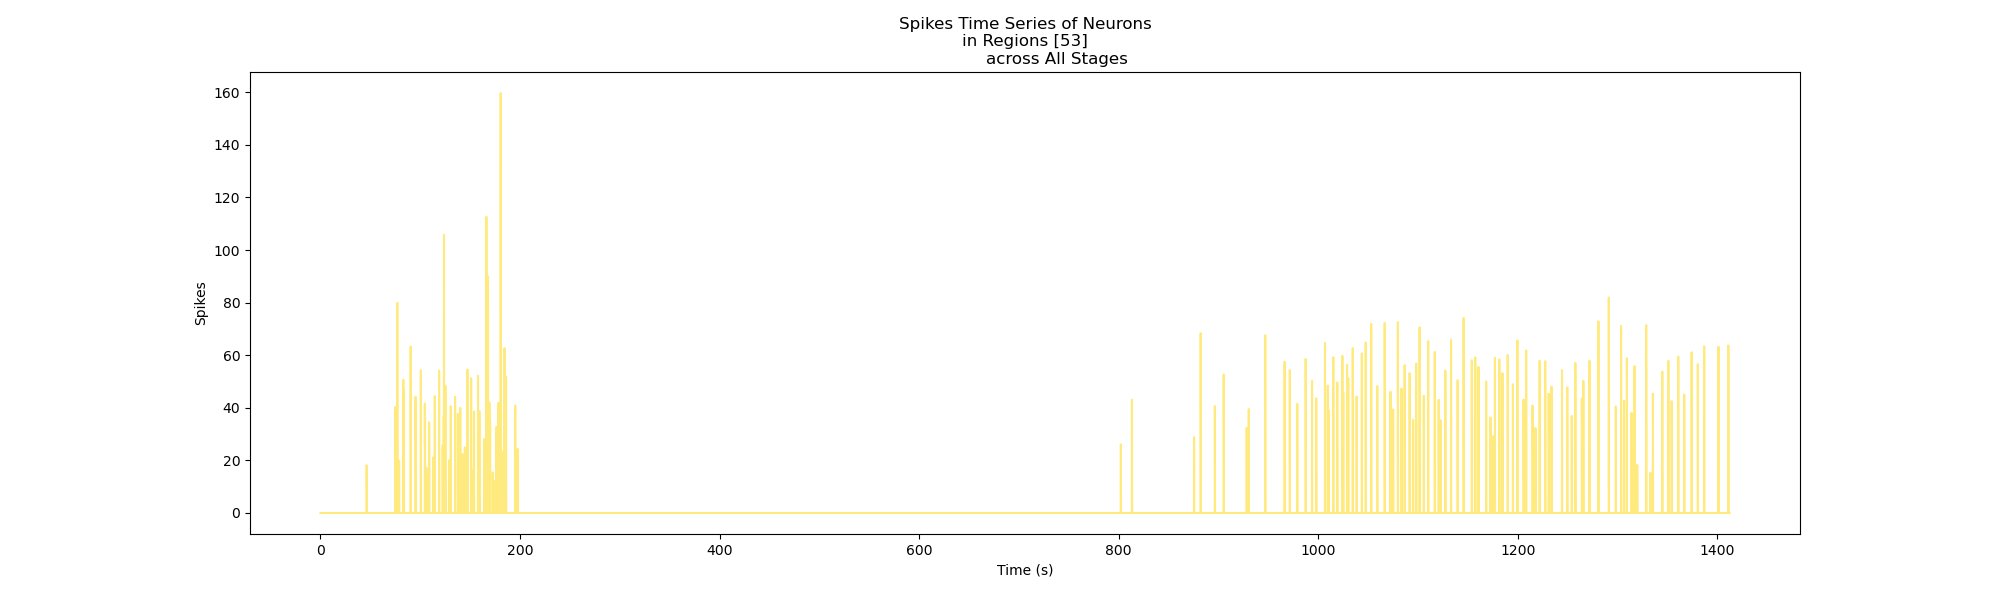 Spikes Time Series of Neurons
in Regions [53]
across All Stages
160
140
120
100
80
60
40
20
0
Spikes
0 200 400 600 800 1000 1200 1400
Time (s)